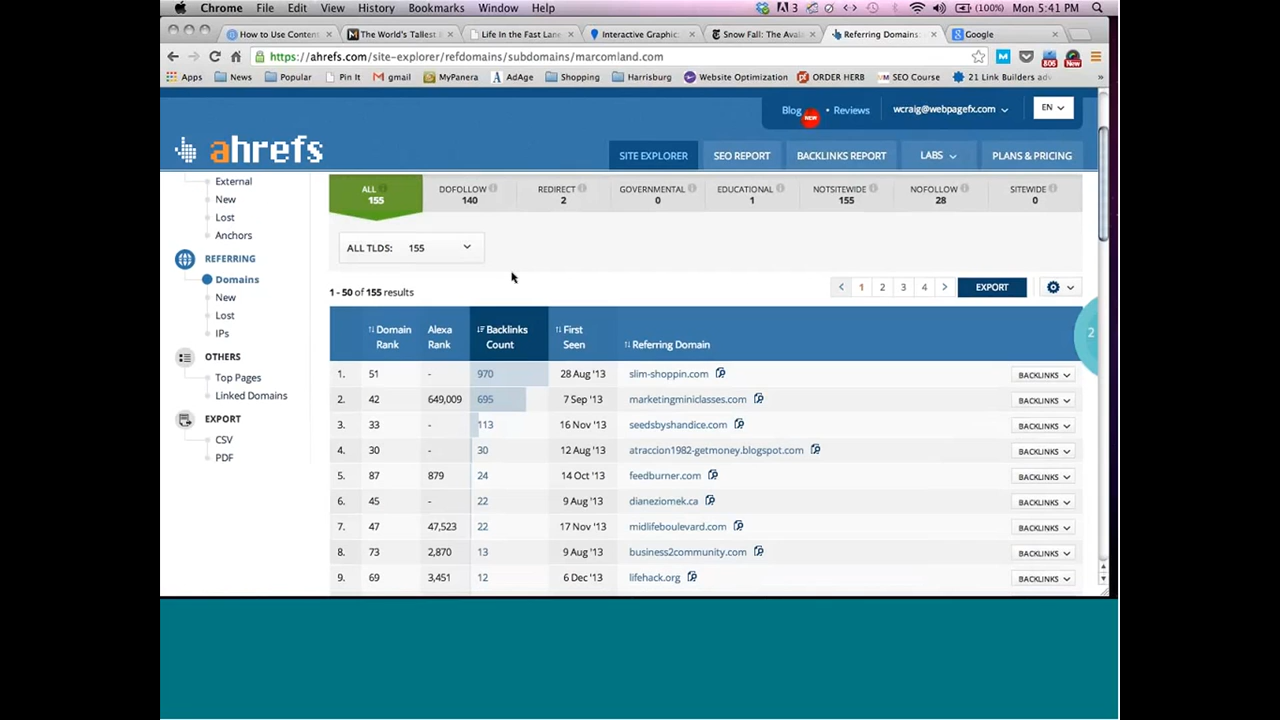 Chrome File Edit View History Bookmarks Window Help 3 (100%) Mon 5:41 PM
How to Use Conten The World's Tallest Life In the Fast Lane Interactive Graphic: Snow Fall: The Avala Referring Domains: Google
https://ahrefs.com/site-explorer/refdomains/subdomains/marcomland.com 806 New
Apps News Popular Pin It gmail MyPanera AdAge Shopping Harrisburg Website Optimization ORDER HERB SEO Course 21 Link Builders adv
Blog NEW • Reviews wcraig@webpagefx.com EN
ahrefs
SITE EXPLORER SEO REPORT BACKLINKS REPORT LABS PLANS & PRICING
External
New
Lost
Anchors
REFERRING
Domains
New
Lost
IPs
OTHERS
Top Pages
Linked Domains
EXPORT
CSV
PDF
ALL DOFOLLOW REDIRECT GOVERNMENTAL EDUCATIONAL NOTSITEWIDE NOFOLLOW SITEWIDE
155 140 2 0 1 155 28 0
ALL TLDS: 155
1 - 50 of 155 results < 1 2 3 4 > EXPORT
Domain Rank Alexa Rank Backlinks Count First Seen Referring Domain
2
1. 51 - 970 28 Aug '13 slim-shoppin.com BACKLINKS
2. 42 649,009 695 7 Sep '13 marketingminiclasses.com BACKLINKS
3. 33 - 113 16 Nov '13 seedsbyshandice.com BACKLINKS
4. 30 - 30 12 Aug '13 atraccion1982-getmoney.blogspot.com BACKLINKS
5. 87 879 24 14 Oct '13 feedburner.com BACKLINKS
6. 45 - 22 9 Aug '13 dianeziomek.ca BACKLINKS
7. 47 47,523 22 17 Nov '13 midlifeboulevard.com BACKLINKS
8. 73 2,870 13 9 Aug '13 business2community.com BACKLINKS
9. 69 3,451 12 6 Dec '13 lifehack.org BACKLINKS